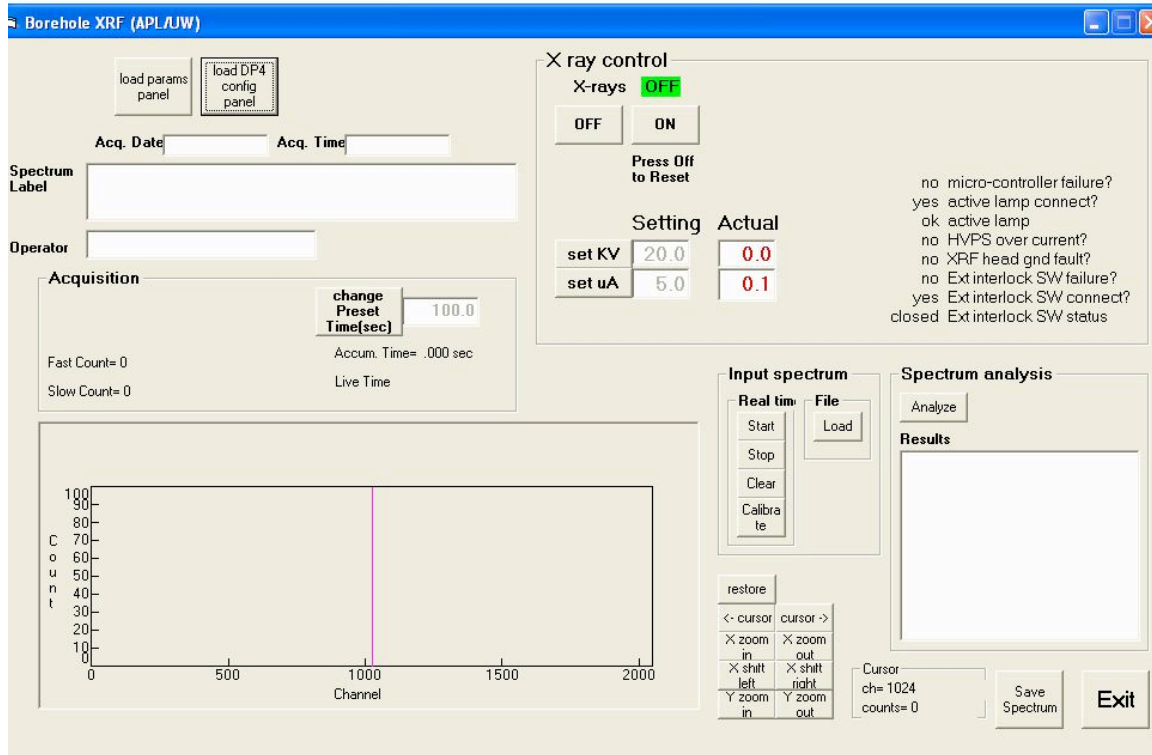 Borehole XRF (APL/UW)
load params
panel
load DP4
config
panel
Acq. Date
Acq. Time
Spectrum
Label
Operator
Acquisition
change
Preset
Time(sec)
100.0
Accum. Time= .000 sec
Fast Count= 0
Live Time
Slow Count= 0
X ray control
X-rays OFF
OFF
ON
Press Off
to Reset
Setting Actual
set KV 20.0 0.0
set uA 5.0 0.1
no micro-controller failure?
yes active lamp connect?
ok active lamp
no HVPS over current?
no XRF head gnd fault?
no Ext interlock SW failure?
yes Ext interlock SW connect?
closed Ext interlock SW status
Input spectrum
Real tim
Start
Stop
Clear
Calibra
te
File
Load
Spectrum analysis
Analyze
Results
Count
100
90
80
70
60
50
40
30
20
10
0
0 500 1000 1500 2000
Channel
restore
<- cursor cursor ->
X zoom
in
X zoom
out
X shift
left
X shift
right
Y zoom
in
Y zoom
out
Cursor
ch= 1024
counts= 0
Save
Spectrum
Exit